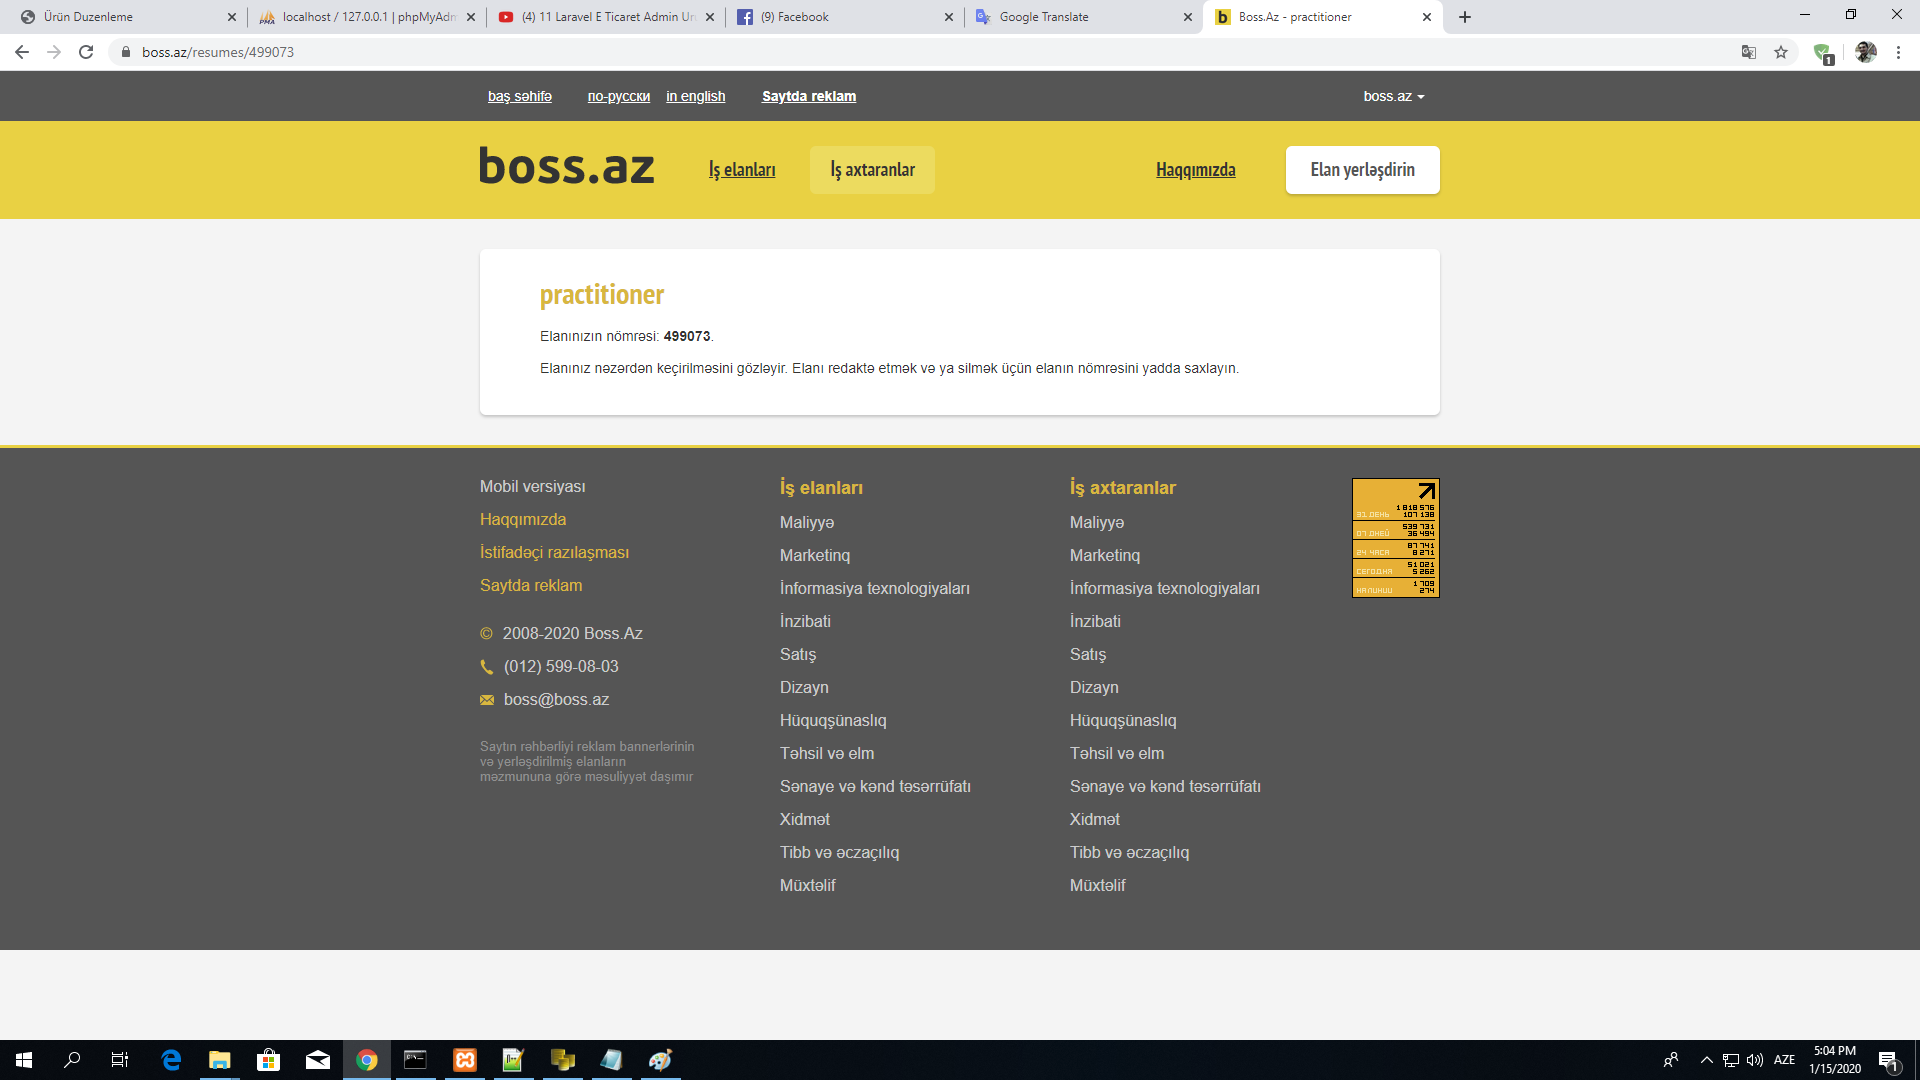 Ürün Duzenleme
localhost / 127.0.0.1 | phpMyAdm
(4) 11 Laravel E Ticaret Admin Ur
(9) Facebook
Google Translate
Boss.Az - practitioner
boss.az/resumes/499073
1
baş səhifə
по-русски
in english
Saytda reklam
boss.az
boss.az
İş elanları
İş axtaranlar
Haqqımızda
Elan yerləşdirin
practitioner
Elanınızın nömrəsi: 499073.
Elanınız nəzərdən keçirilməsini gözləyir. Elanı redaktə etmək və ya silmək üçün elanın nömrəsini yadda saxlayın.
Mobil versiyası
Haqqımızda
İstifadəçi razılaşması
Saytda reklam
© 2008-2020 Boss.Az
(012) 599-08-03
boss@boss.az
Saytın rəhbərliyi reklam bannerlərinin
və yerləşdirilmiş elanların
məzmununa görə məsuliyyət daşımır
İş elanları
Maliyyə
Marketinq
İnformasiya texnologiyaları
İnzibati
Satış
Dizayn
Hüquqşünaslıq
Təhsil və elm
Sənaye və kənd təsərrüfatı
Xidmət
Tibb və əczaçılıq
Müxtəlif
İş axtaranlar
Maliyyə
Marketinq
İnformasiya texnologiyaları
İnzibati
Satış
Dizayn
Hüquqşünaslıq
Təhsil və elm
Sənaye və kənd təsərrüfatı
Xidmət
Tibb və əczaçılıq
Müxtəlif
1 818 576
31 ДЕНЬ 107 138
539 731
07 ДНЕЙ 36 494
87 741
24 ЧАСА 8 271
51 021
СЕГОДНЯ 5 262
1 709
НА ЛИНИИ 274
AZE
5:04 PM
1/15/2020
1